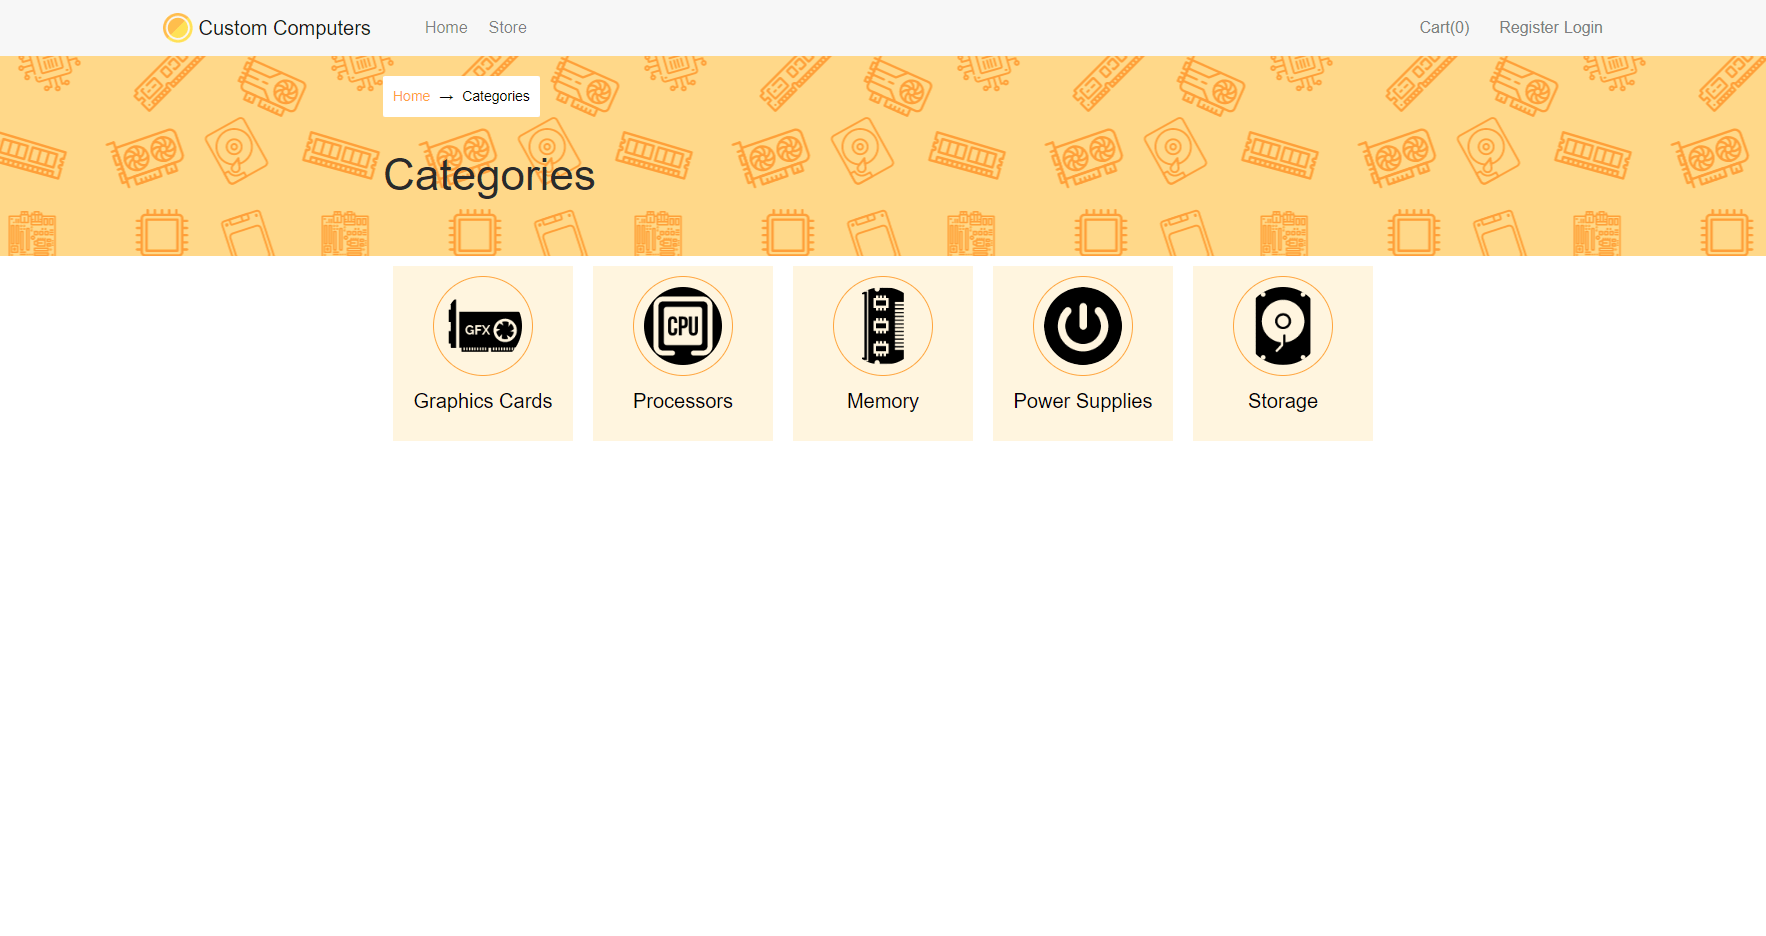 Custom Computers Home Store Cart(0) Register Login
Home → Categories
Categories
GFX CPU
Graphics Cards Processors Memory Power Supplies Storage